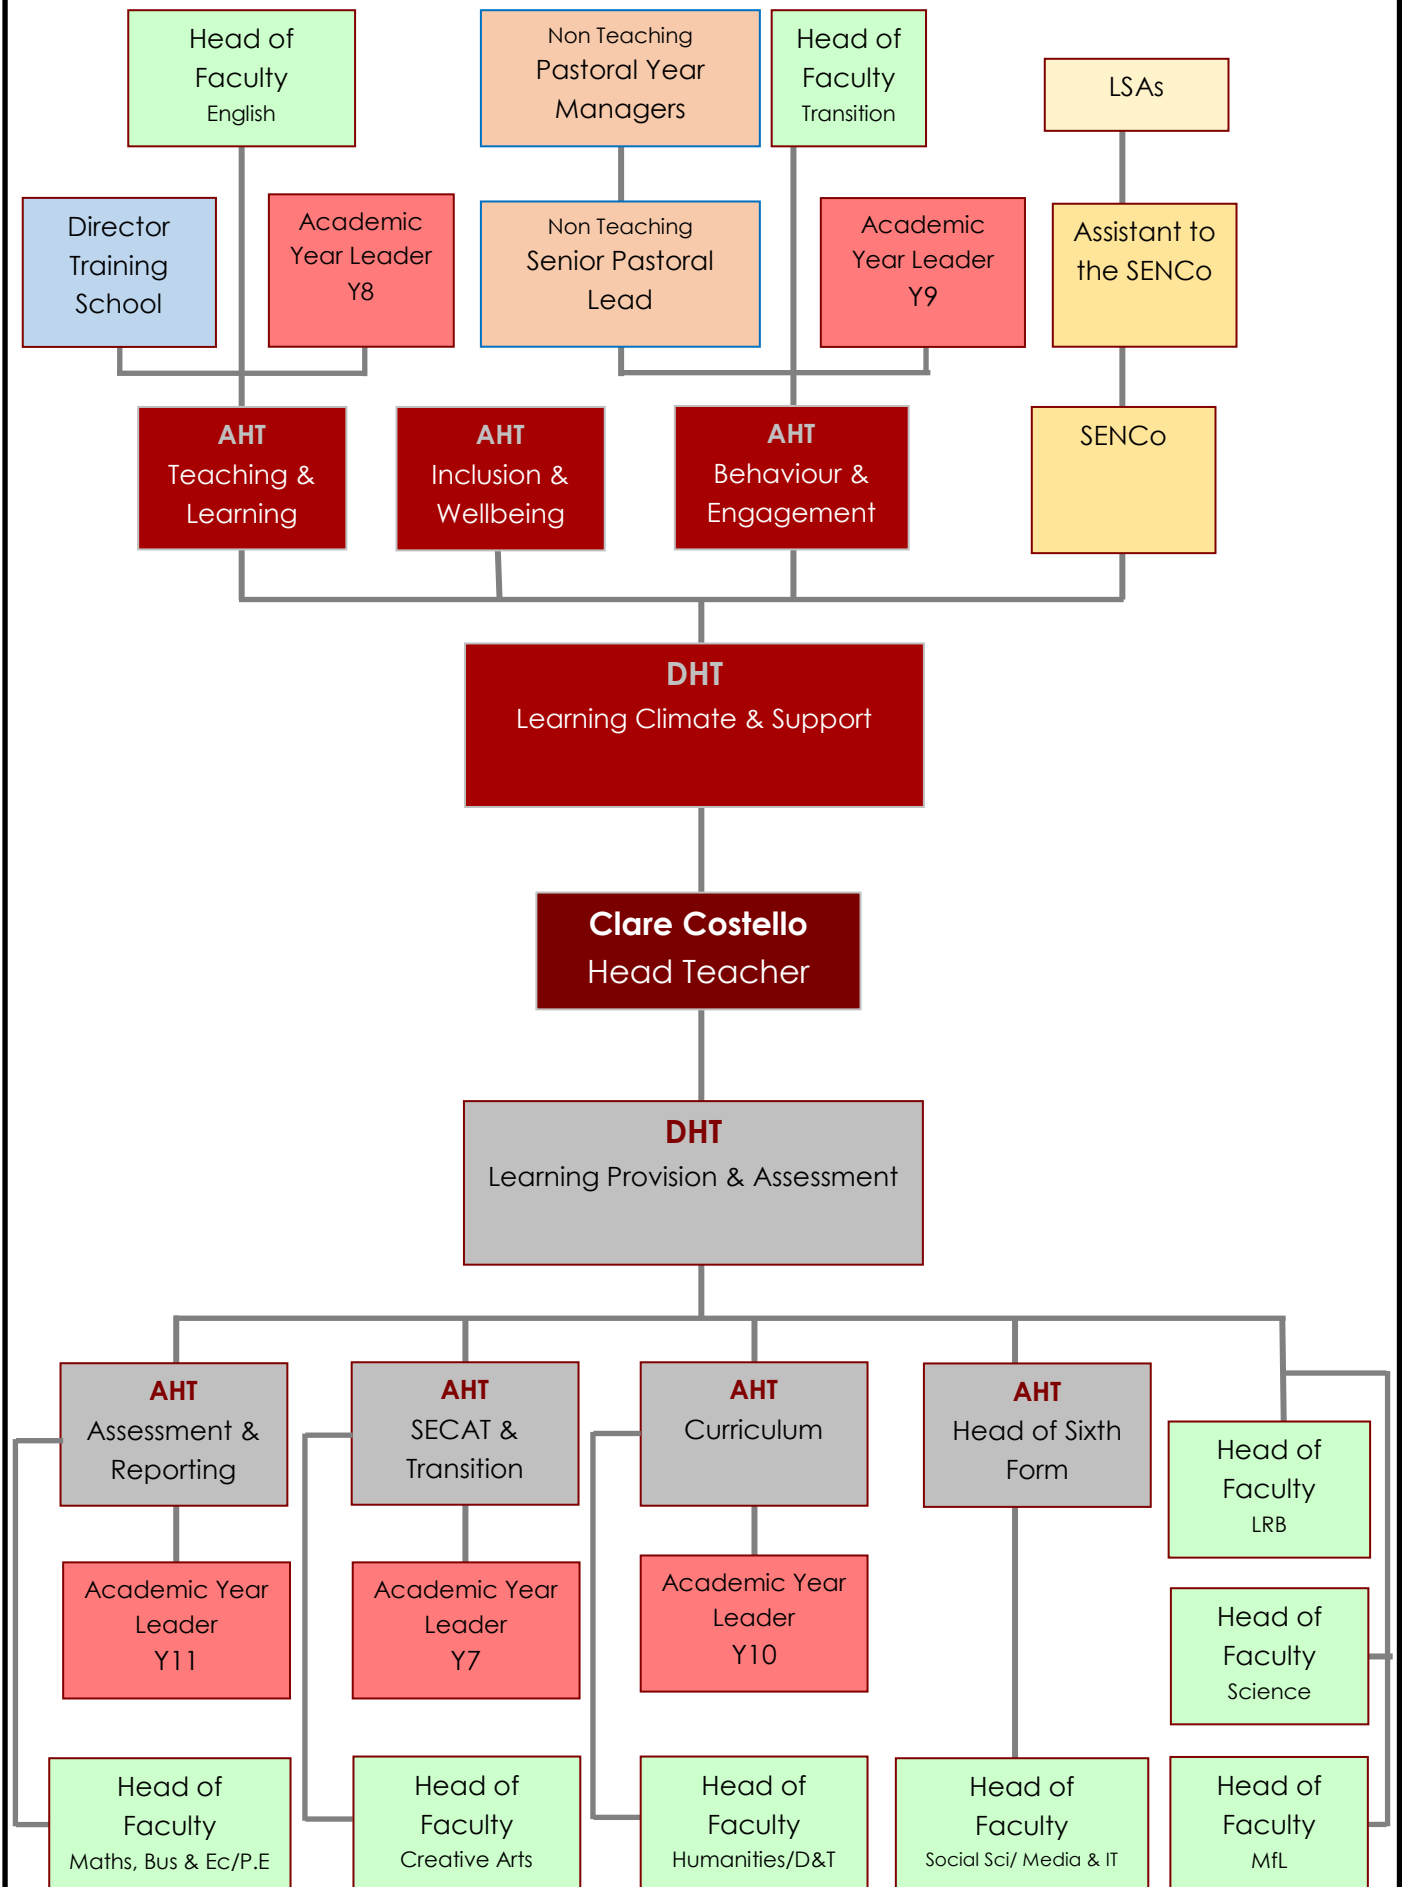 Head of
Faculty
English
Non Teaching
Pastoral Year
Managers
Head of
Faculty
Transition
LSAs
Director
Training
School
Academic
Year Leader
Y8
Non Teaching
Senior Pastoral
Lead
Academic
Year Leader
Y9
Assistant to
the SENCo
AHT
Teaching &
Learning
AHT
Inclusion &
Wellbeing
AHT
Behaviour &
Engagement
SENCo
DHT
Learning Climate & Support
Clare Costello
Head Teacher
DHT
Learning Provision & Assessment
AHT
Assessment &
Reporting
AHT
SECAT &
Transition
AHT
Curriculum
AHT
Head of Sixth
Form
Head of
Faculty
LRB
Academic Year
Leader
Y11
Academic Year
Leader
Y7
Academic Year
Leader
Y10
Head of
Faculty
Science
Head of
Faculty
Maths, Bus & Ec/P.E
Head of
Faculty
Creative Arts
Head of
Faculty
Humanities/D&T
Head of
Faculty
Social Sci/ Media & IT
Head of
Faculty
MfL